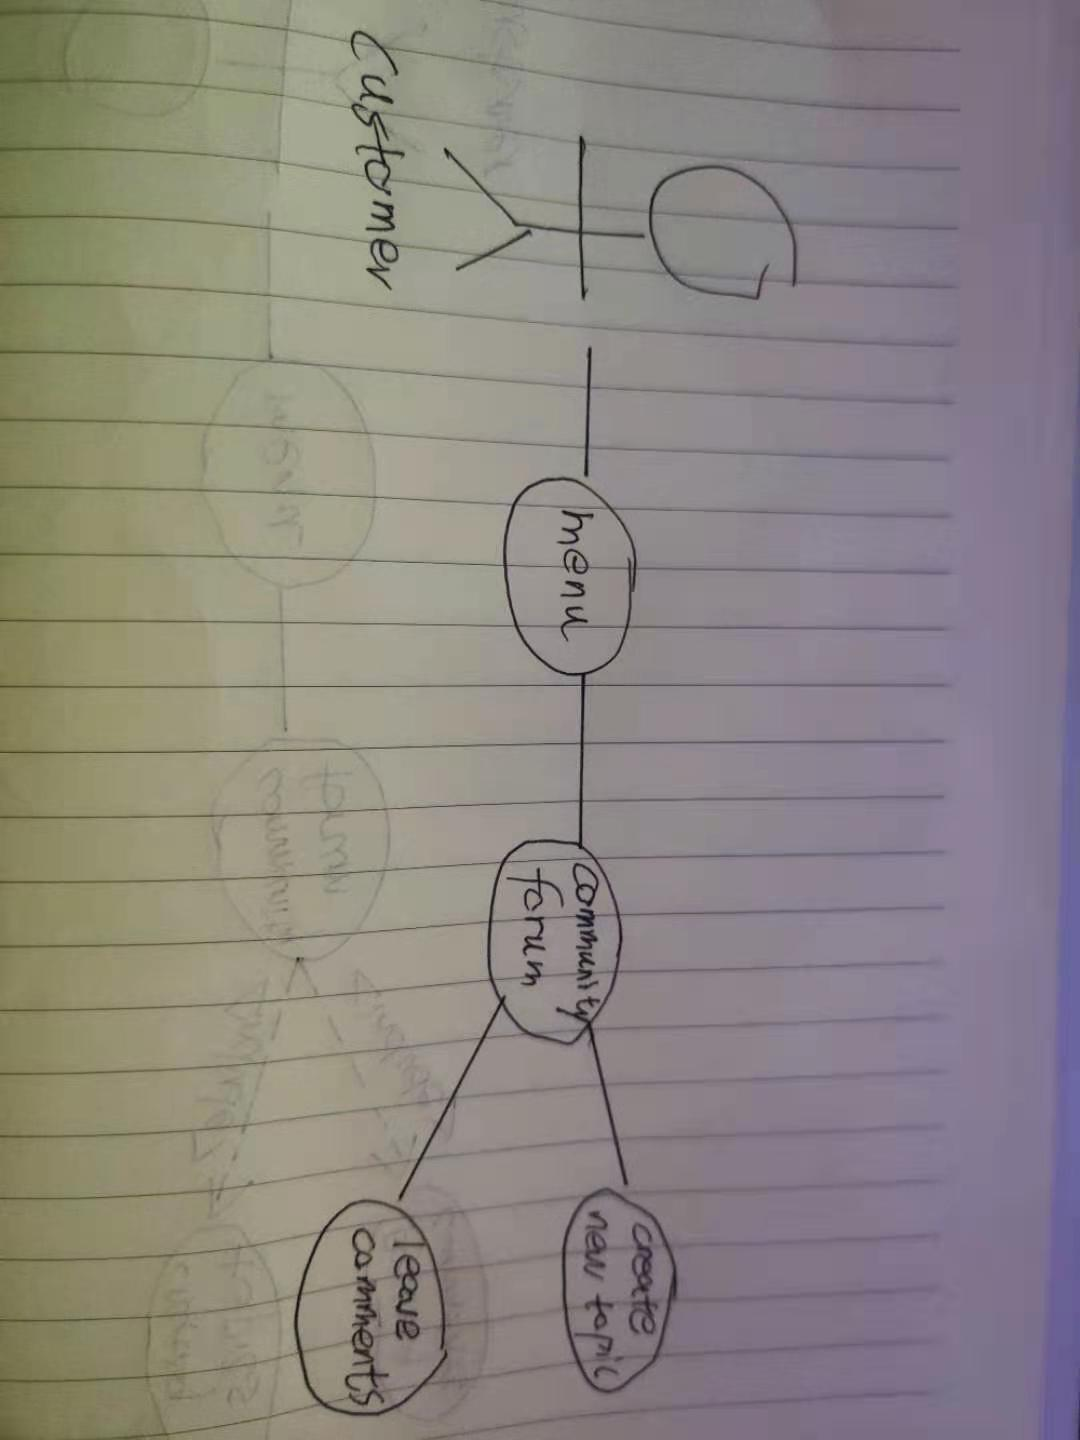 Customer
menu
community
forum
create
new topic
leave
comments